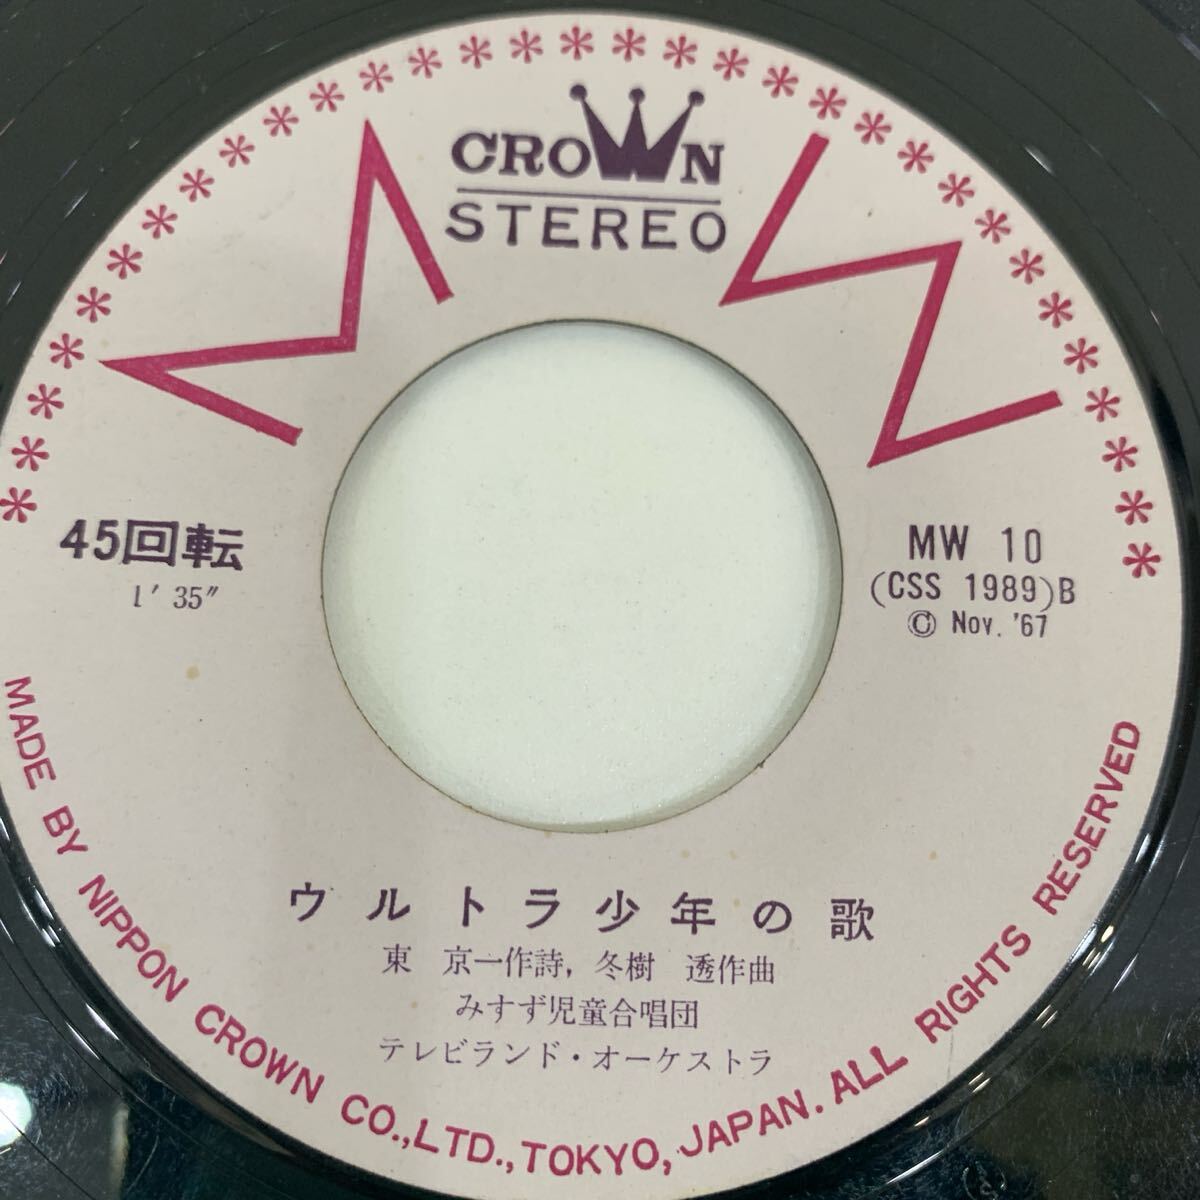 CROWN
STEREO
45回転
1′ 35″
MW 10
(CSS 1989)B
© Nov. '67
ウルトラ少年の歌
東 京一作詩, 冬樹 透作曲
みすず児童合唱団
テレビランド・オーケストラ
MADE BY NIPPON CROWN CO.,LTD.,TOKYO, JAPAN. ALL RIGHTS RESERVED